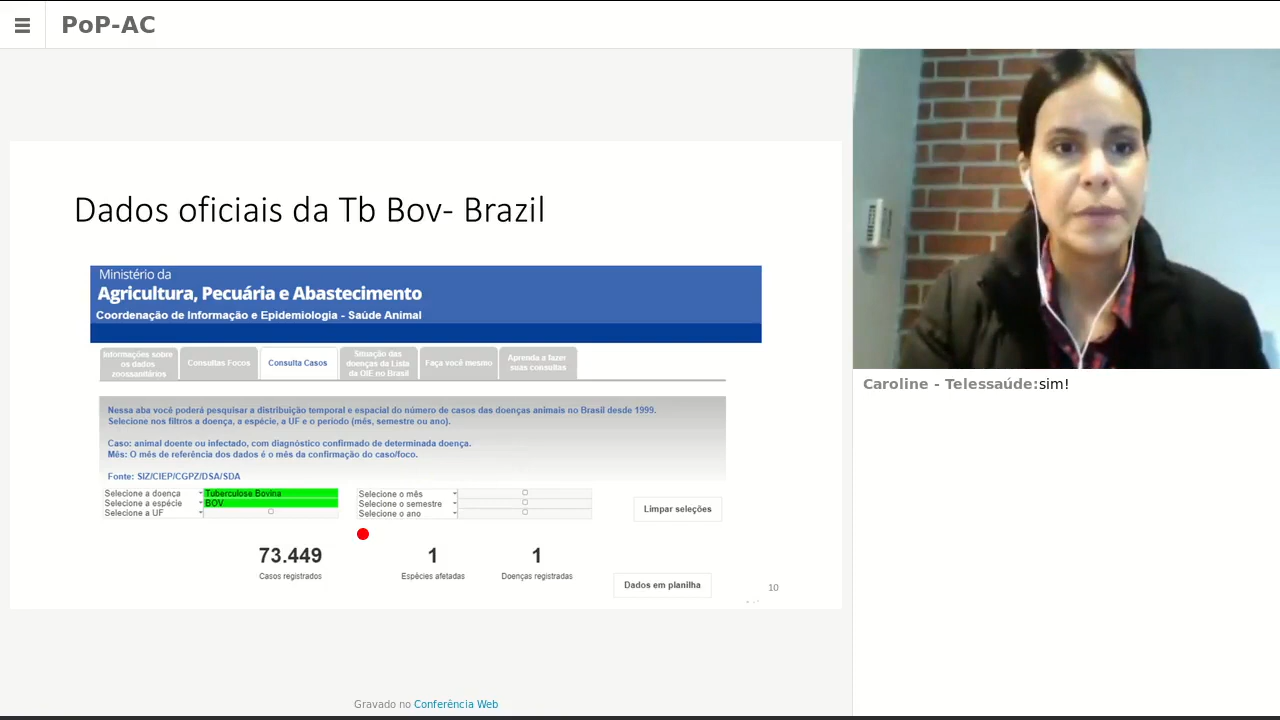 PoP-AC
Dados oficiais da Tb Bov- Brazil
Ministério da
Agricultura, Pecuária e Abastecimento
Coordenação de Informação e Epidemiologia - Saúde Animal
Informações sobre
os dados
zoossanitários
Consultas Focos
Consulta Casos
Situação das
doenças da Lista
da OIE no Brasil
Faça você mesmo
Aprenda a fazer
suas consultas
Nessa aba você poderá pesquisar a distribuição temporal e espacial do número de casos das doenças animais no Brasil desde 1999.
Selecione nos filtros a doença, a espécie, a UF e o período (mês, semestre ou ano).
Caso: animal doente ou infectado, com diagnóstico confirmado de determinada doença.
Mês: O mês de referência dos dados é o mês da confirmação do caso/foco.
Fonte: SIZ/CIEP/CGPZ/DSA/SDA
Selecione a doença Tuberculose Bovina
Selecione a espécie BOV
Selecione a UF
Selecione o mês
Selecione o semestre
Selecione o ano
Limpar seleções
73.449
Casos registrados
1
Espécies afetadas
1
Doenças registradas
Dados em planilha
10
Caroline - Telessaúde:sim!
Gravado no Conferência Web